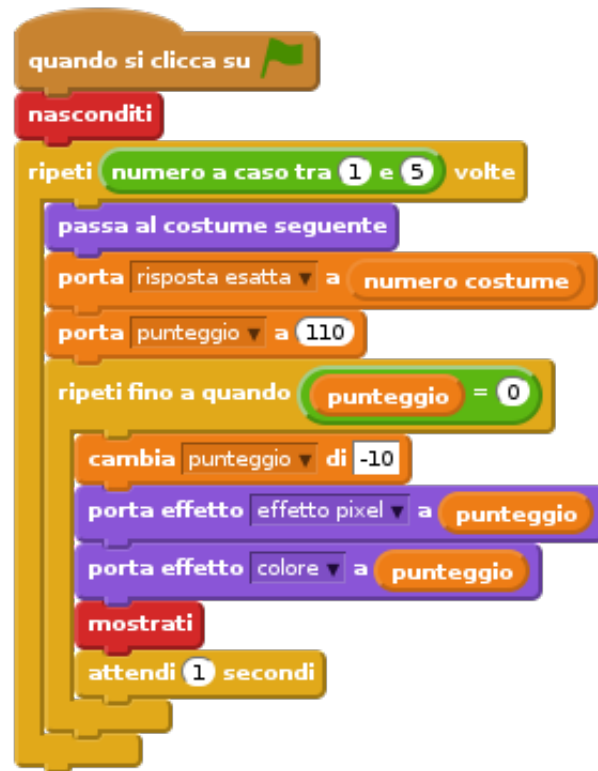 quando si clicca su
nasconditi
ripeti numero a caso tra 1 e 5 volte
passa al costume seguente
porta risposta esatta a numero costume
porta punteggio a 110
ripeti fino a quando punteggio = 0
cambia punteggio di -10
porta effetto effetto pixel a punteggio
porta effetto colore a punteggio
mostrati
attendi 1 secondi